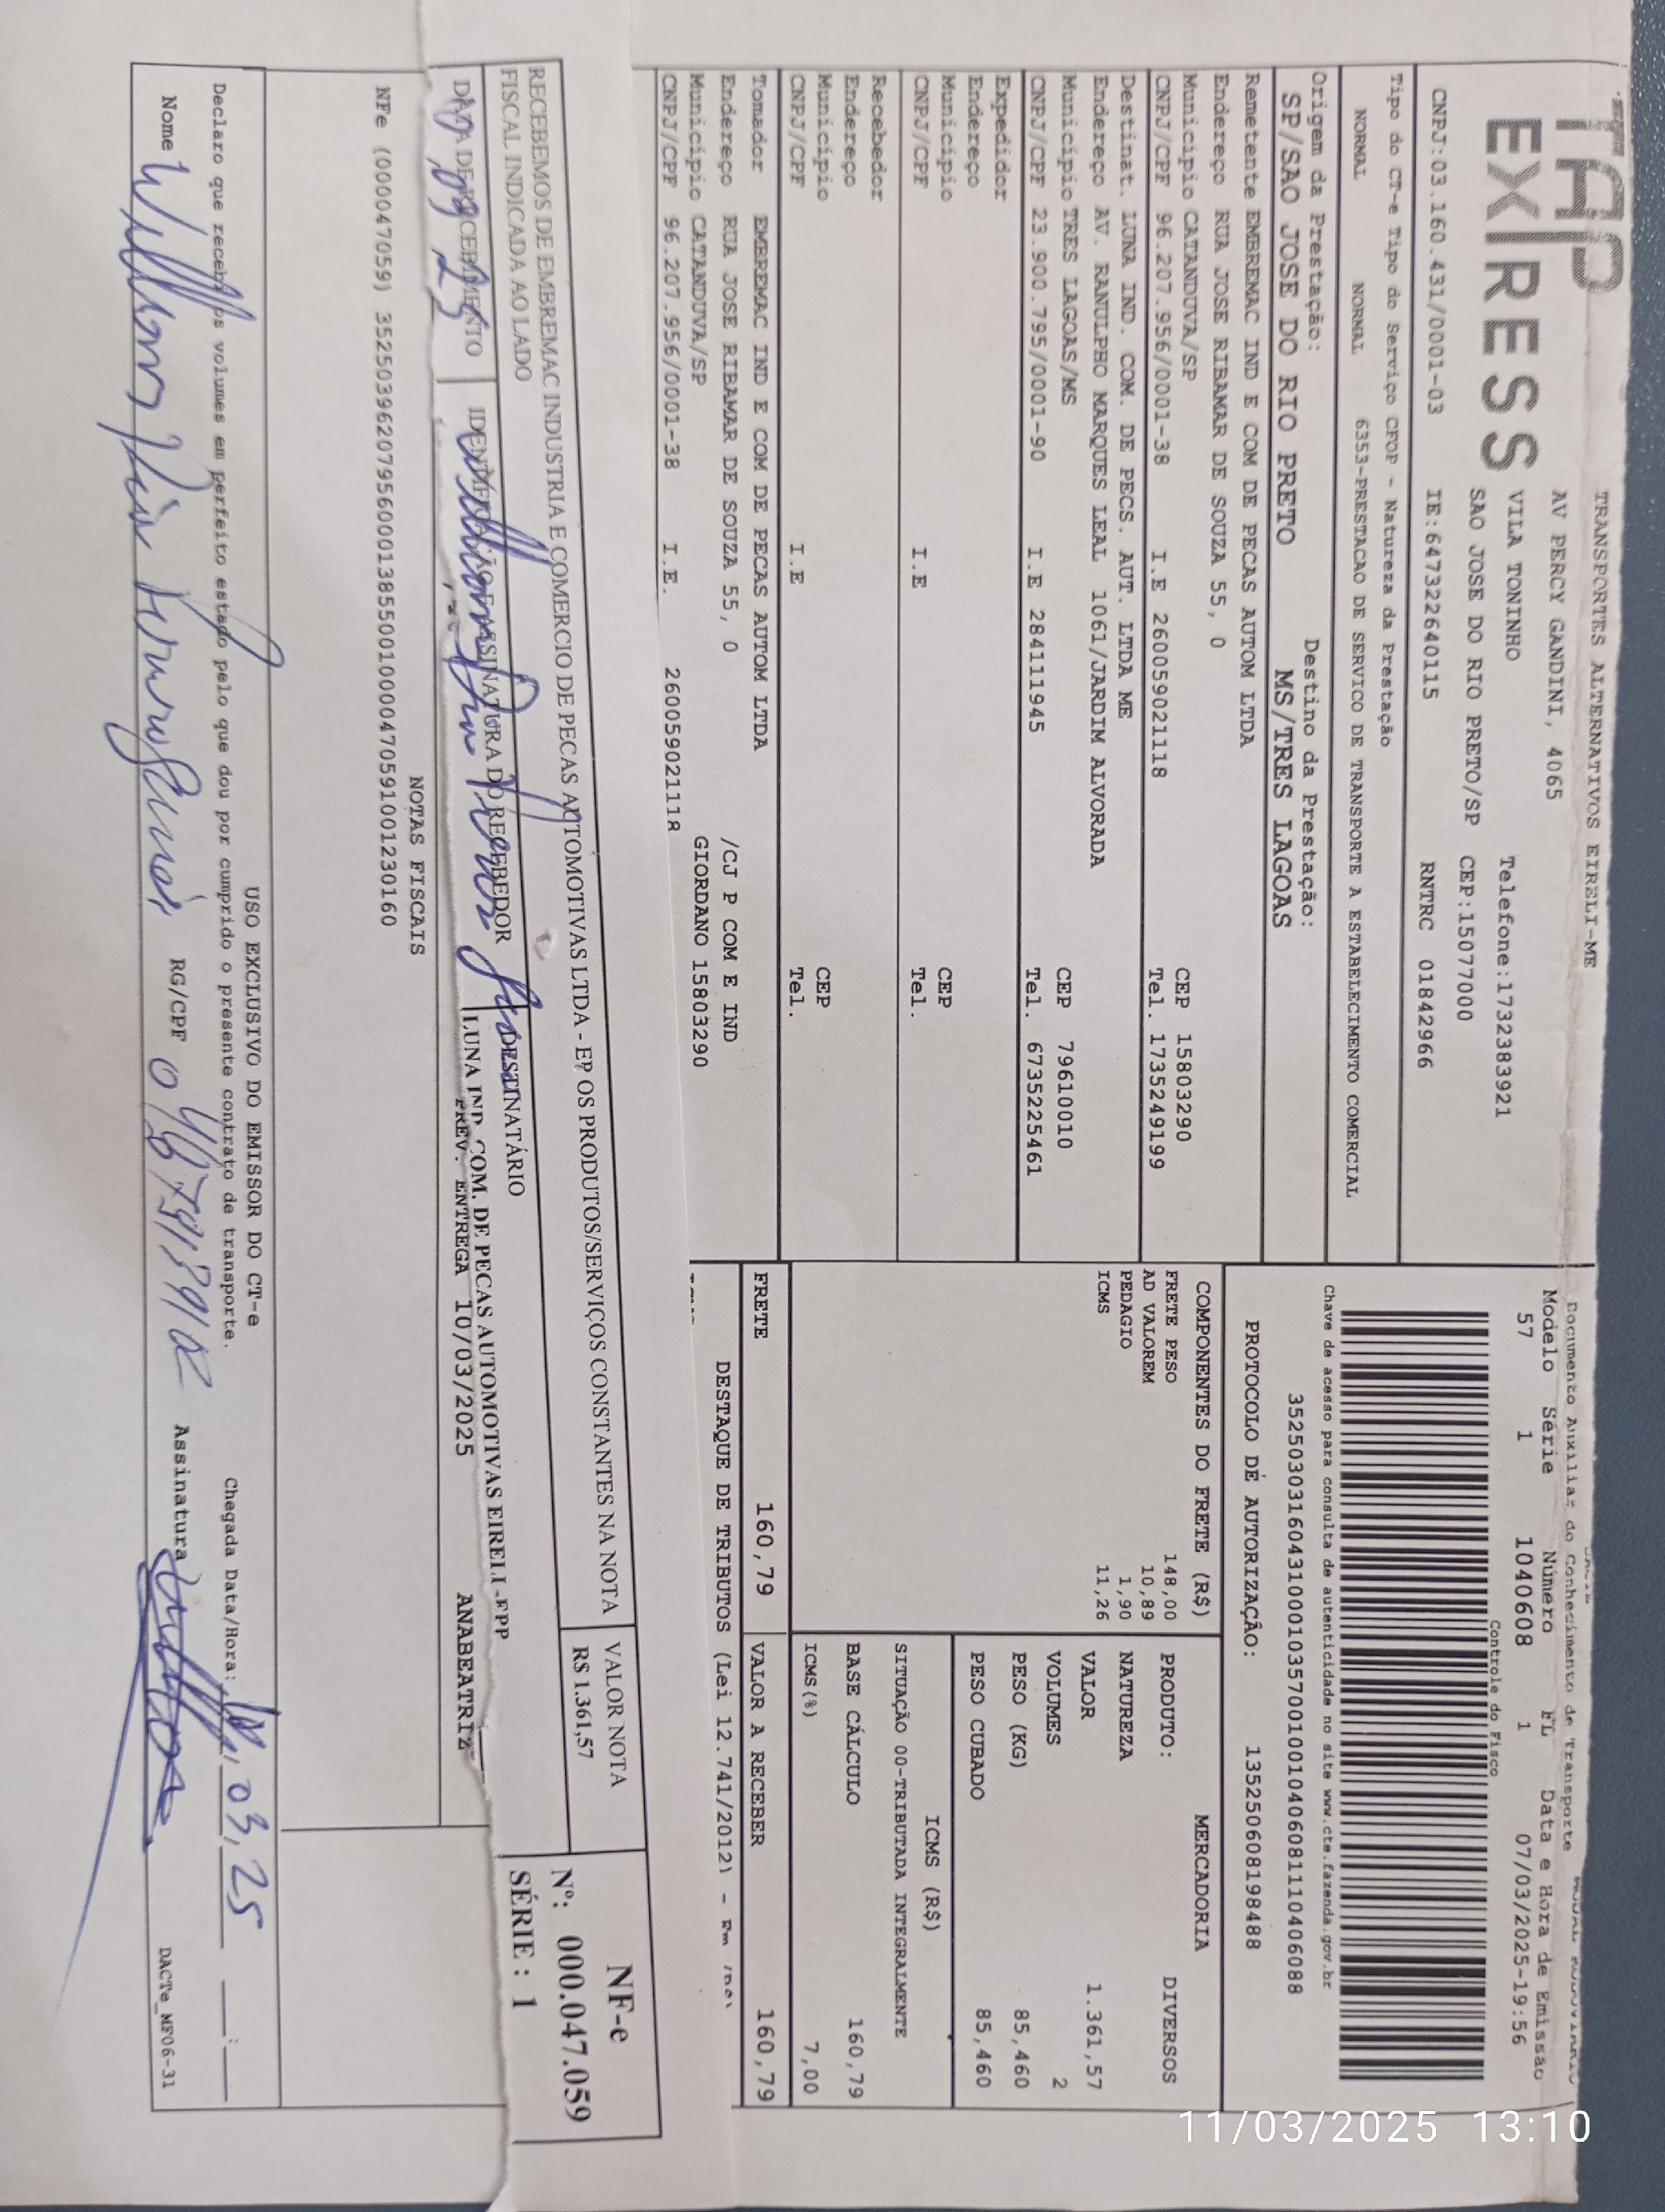 TAP
EXPRESS
TRANSPORTES ALTERNATIVOS EIRELI-ME
AV PERCY GANDINI, 4065
VILA TONINHO
Telefone:1732383921
SAO JOSE DO RIO PRETO/SP CEP:15077000
CNPJ:03.160.431/0001-03 IE:647322640115 RNTRC 01842966
Documento Auxiliar do Conhecimento de Transporte
Modelo Série Número FL Data e Hora de Emissão
57 1 1040608 1 07/03/2025-19:56
Controle do Fisco
Chave de acesso para consulta de autenticidade no site www.cte.fazenda.gov.br
35250303160431000103570010010406081110406088
PROTOCOLO DE AUTORIZAÇÃO: 135250608198488
Tipo do CT-e Tipo do Serviço CFOP - Natureza da Prestação
NORMAL NORMAL 6353-PRESTACAO DE SERVICO DE TRANSPORTE A ESTABELECIMENTO COMERCIAL
Origem da Prestação: Destino da Prestação:
SP/SAO JOSE DO RIO PRETO MS/TRES LAGOAS
Remetente EMBREMAC IND E COM DE PECAS AUTOM LTDA
Endereço RUA JOSE RIBAMAR DE SOUZA 55, 0
Município CATANDUVA/SP CEP 15803290
CNPJ/CPF 96.207.956/0001-38 I.E 260059021118 Tel. 1735249199
Destinat. LUNA IND. COM. DE PECS. AUT. LTDA ME
Endereço AV. RANULPHO MARQUES LEAL 1061/JARDIM ALVORADA
Município TRES LAGOAS/MS CEP 79610010
CNPJ/CPF 23.900.795/0001-90 I.E 284111945 Tel. 6735225461
Expedidor
Endereço
Município CEP
CNPJ/CPF I.E Tel.
Recebedor
Endereço
Município CEP
CNPJ/CPF I.E Tel.
Tomador EMBREMAC IND E COM DE PECAS AUTOM LTDA
Endereço RUA JOSE RIBAMAR DE SOUZA 55, 0 /CJ P COM E IND
Município CATANDUVA/SP GIORDANO 15803290
CNPJ/CPF 96.207.956/0001-38 I.E. 260059021118
COMPONENTES DO FRETE (R$)
FRETE PESO 148,00
AD VALOREM 10,89
PEDAGIO 1,90
ICMS 11,26
MERCADORIA
PRODUTO: DIVERSOS
NATUREZA
VALOR 1.361,57
VOLUMES 2
PESO (KG) 85,460
PESO CUBADO 85,460
ICMS (R$)
SITUAÇÃO 00-TRIBUTADA INTEGRALMENTE
BASE CÁLCULO 160,79
ICMS(%) 7,00
FRETE 160,79 VALOR A RECEBER 160,79
DESTAQUE DE TRIBUTOS (Lei 12.741/2012) -
RECEBEMOS DE EMBREMAC INDUSTRIA E COMERCIO DE PECAS AUTOMOTIVAS LTDA - EP OS PRODUTOS/SERVIÇOS CONSTANTES NA NOTA
FISCAL INDICADA AO LADO
VALOR NOTA
R$ 1.361,57
NF-e
Nº: 000.047.059
SÉRIE : 1
DATA DE RECEBIMENTO
IDENTIFICAÇÃO E ASSINATURA DO RECEBEDOR
DESTINATÁRIO
LUNA IND. COM. DE PECAS AUTOMOTIVAS EIRELI -EPP
PREV. ENTREGA 10/03/2025 ANABEATRIZ
NOTAS FISCAIS
NFe (000047059) 35250396207956000138550010000470591001230160
USO EXCLUSIVO DO EMISSOR DO CT-e
Declaro que recebi os volumes em perfeito estado pelo que dou por cumprido o presente contrato de transporte.
Chegada Data/Hora: 03, 25
Nome RG/CPF Assinatura
DACTe_MF06-31
11/03/2025 13:10